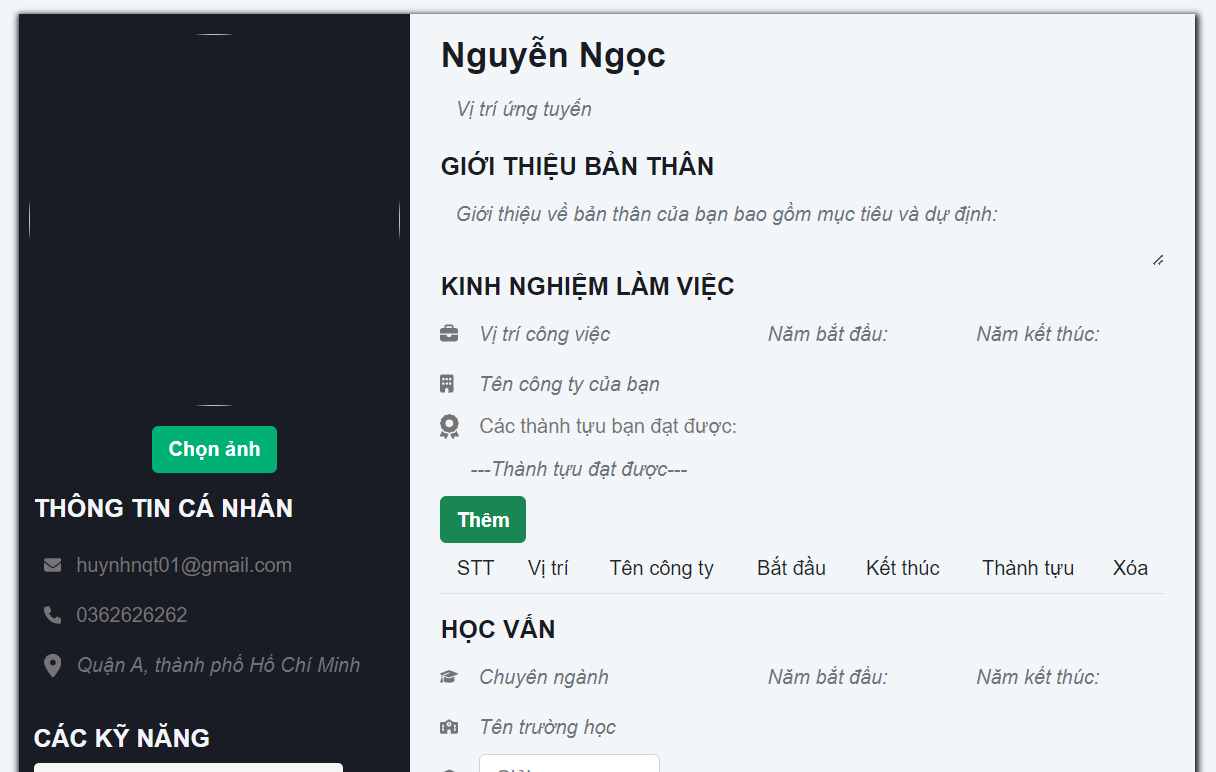 Chọn ảnh
THÔNG TIN CÁ NHÂN
huynhnqt01@gmail.com
0362626262
Quận A, thành phố Hồ Chí Minh
CÁC KỸ NĂNG
Nguyễn Ngọc
Vị trí ứng tuyển
GIỚI THIỆU BẢN THÂN
Giới thiệu về bản thân của bạn bao gồm mục tiêu và dự định:
KINH NGHIỆM LÀM VIỆC
Vị trí công việc Năm bắt đầu: Năm kết thúc:
Tên công ty của bạn
Các thành tựu bạn đạt được:
---Thành tựu đạt được---
Thêm
STT Vị trí Tên công ty Bắt đầu Kết thúc Thành tựu Xóa
HỌC VẤN
Chuyên ngành Năm bắt đầu: Năm kết thúc:
Tên trường học